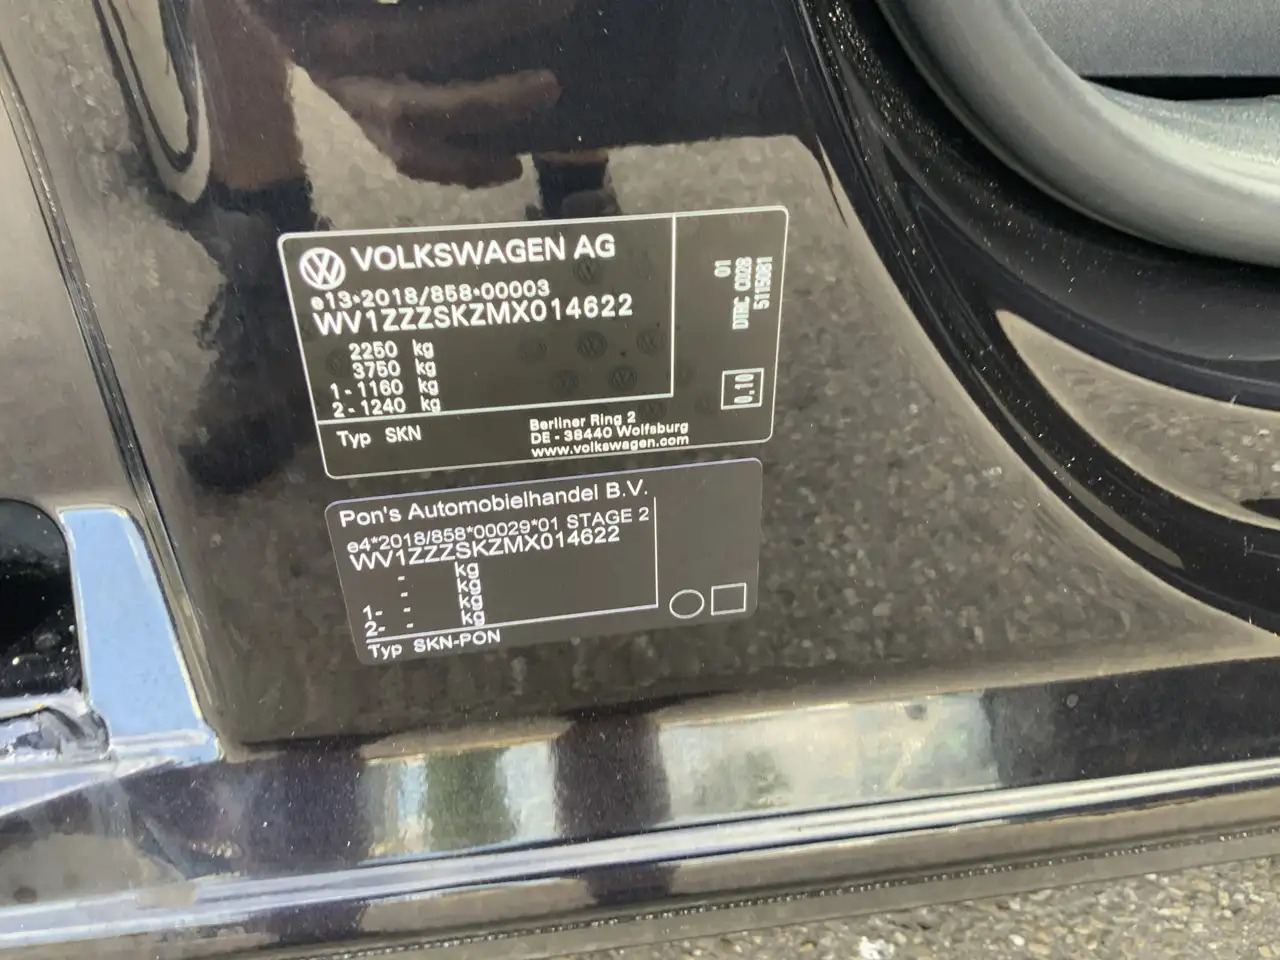 VOLKSWAGEN AG
e13*2018/858*00003
WV1ZZZSKZMX014622
2250 kg
3750 kg
1 - 1160 kg
2 - 1240 kg
Typ SKN
Berliner Ring 2
DE - 38440 Wolfsburg
www.volkswagen.com
01
5115081
0,10
Pon's Automobielhandel B.V.
e4*2018/858*00029*01 STAGE 2
WV1ZZZSKZMX014622
- kg
- kg
1- - kg
2- - kg
Typ SKN-PON